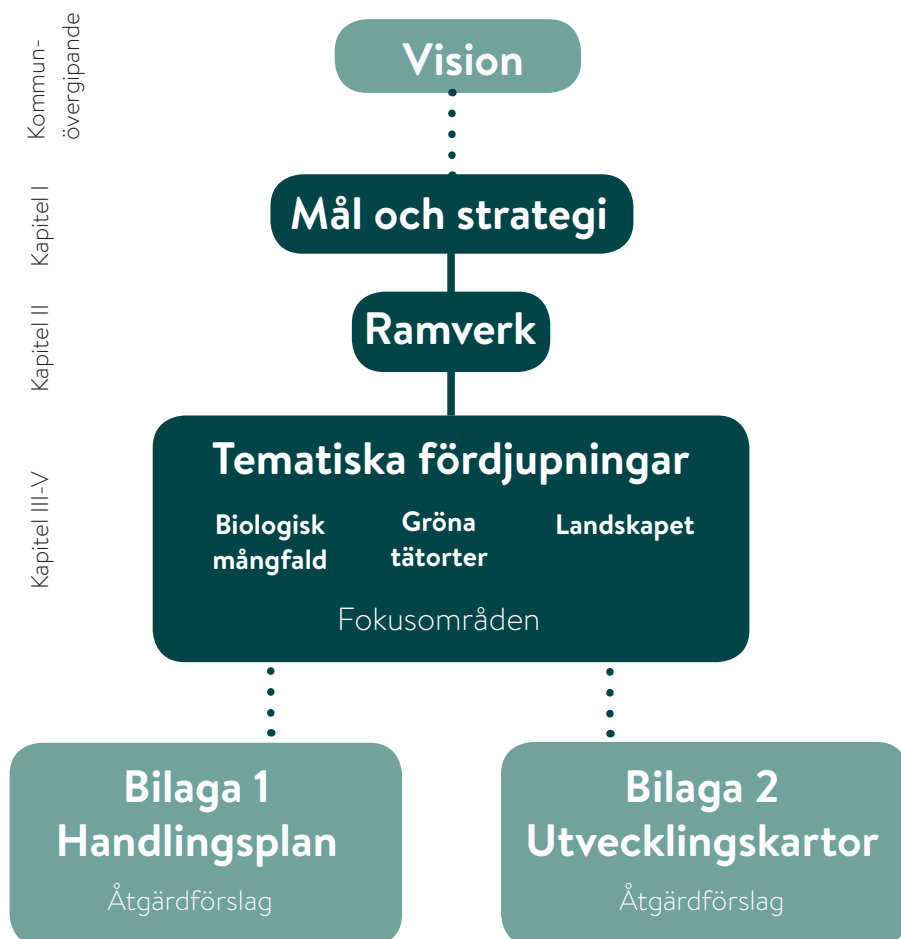 Kommun-
övergipande
Vision
Kapitel I
Mål och strategi
Kapitel II
Ramverk
Kapitel III-V
Tematiska fördjupningar
Biologisk
mångfald
Gröna
tätorter
Landskapet
Fokusområden
Bilaga 1
Handlingsplan
Åtgärdförslag
Bilaga 2
Utvecklingskartor
Åtgärdförslag